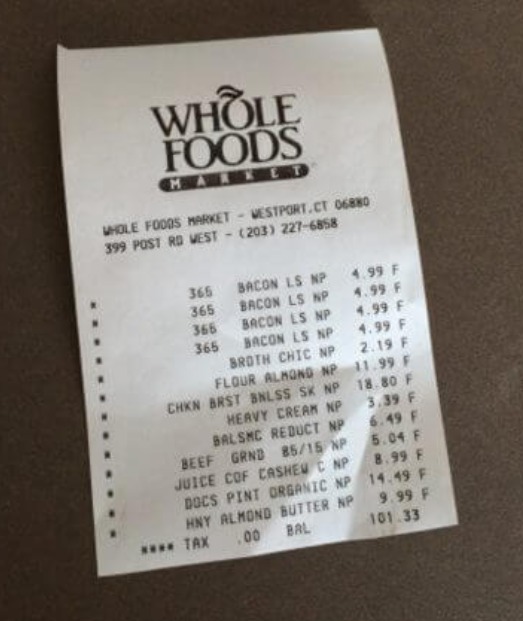 WHOLE
FOODS
MARKET
WHOLE FOODS MARKET - WESTPORT,CT 06880
399 POST RD WEST - (203) 227-6858
365 BACON LS NP 4.99 F
365 BACON LS NP 4.99 F
365 BACON LS NP 4.99 F
365 BACON LS NP 4.99 F
BROTH CHIC NP 2.19 F
FLOUR ALMOND NP 11.99 F
CHKN BRST BNLSS SK NP 18.80 F
HEAVY CREAM NP 3.39 F
BALSMC REDUCT NP 6.49 F
BEEF GRND 85/15 NP 5.04 F
JUICE COF CASHEW C NP 8.99 F
DOCS PINT ORGANIC NP 14.49 F
HNY ALMOND BUTTER NP 9.99 F
**** TAX .00 BAL 101.33